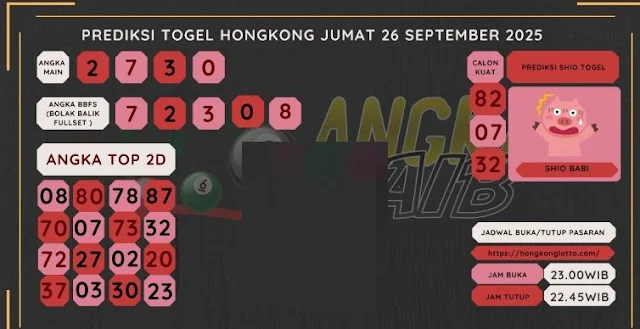 PREDIKSI TOGEL HONGKONG JUMAT 26 SEPTEMBER 2025
ANGKA
MAIN
2 7 3 0
ANGKA BBFS
(BOLAK BALIK
FULLSET )
7 2 3 0 8
ANGKA TOP 2D
08 80 78 87
70 07 73 32
72 27 02 20
37 03 30 23
CALON
KUAT
82
07
32
PREDIKSI SHIO TOGEL
SHIO BABI
JADWAL BUKA/TUTUP PASARAN
https://hongkonglotto.com/
JAM BUKA 23.00WIB
JAM TUTUP 22.45WIB